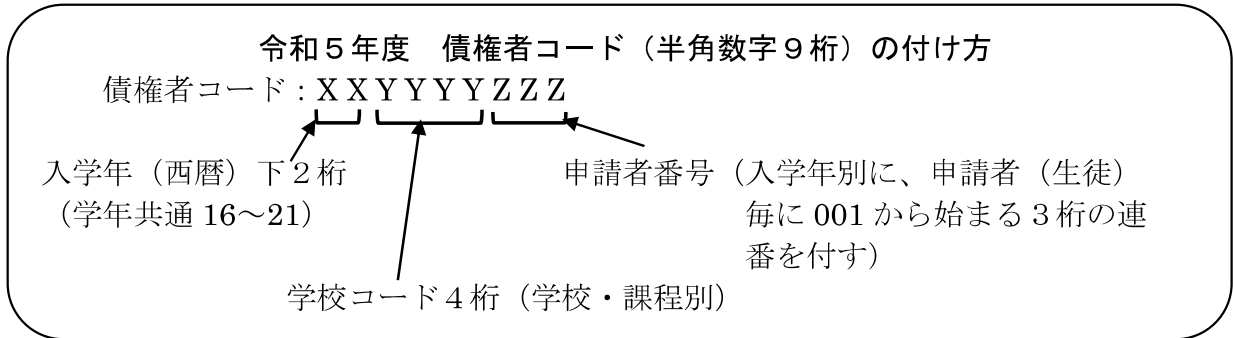 令和５年度　債権者コード（半角数字９桁）の付け方
債権者コード：X X Y Y Y Y Z Z Z
入学年（西暦）下２桁
（学年共通 16～21）
申請者番号（入学年別に、申請者（生徒）
毎に 001 から始まる３桁の連
番を付す）
学校コード４桁（学校・課程別）